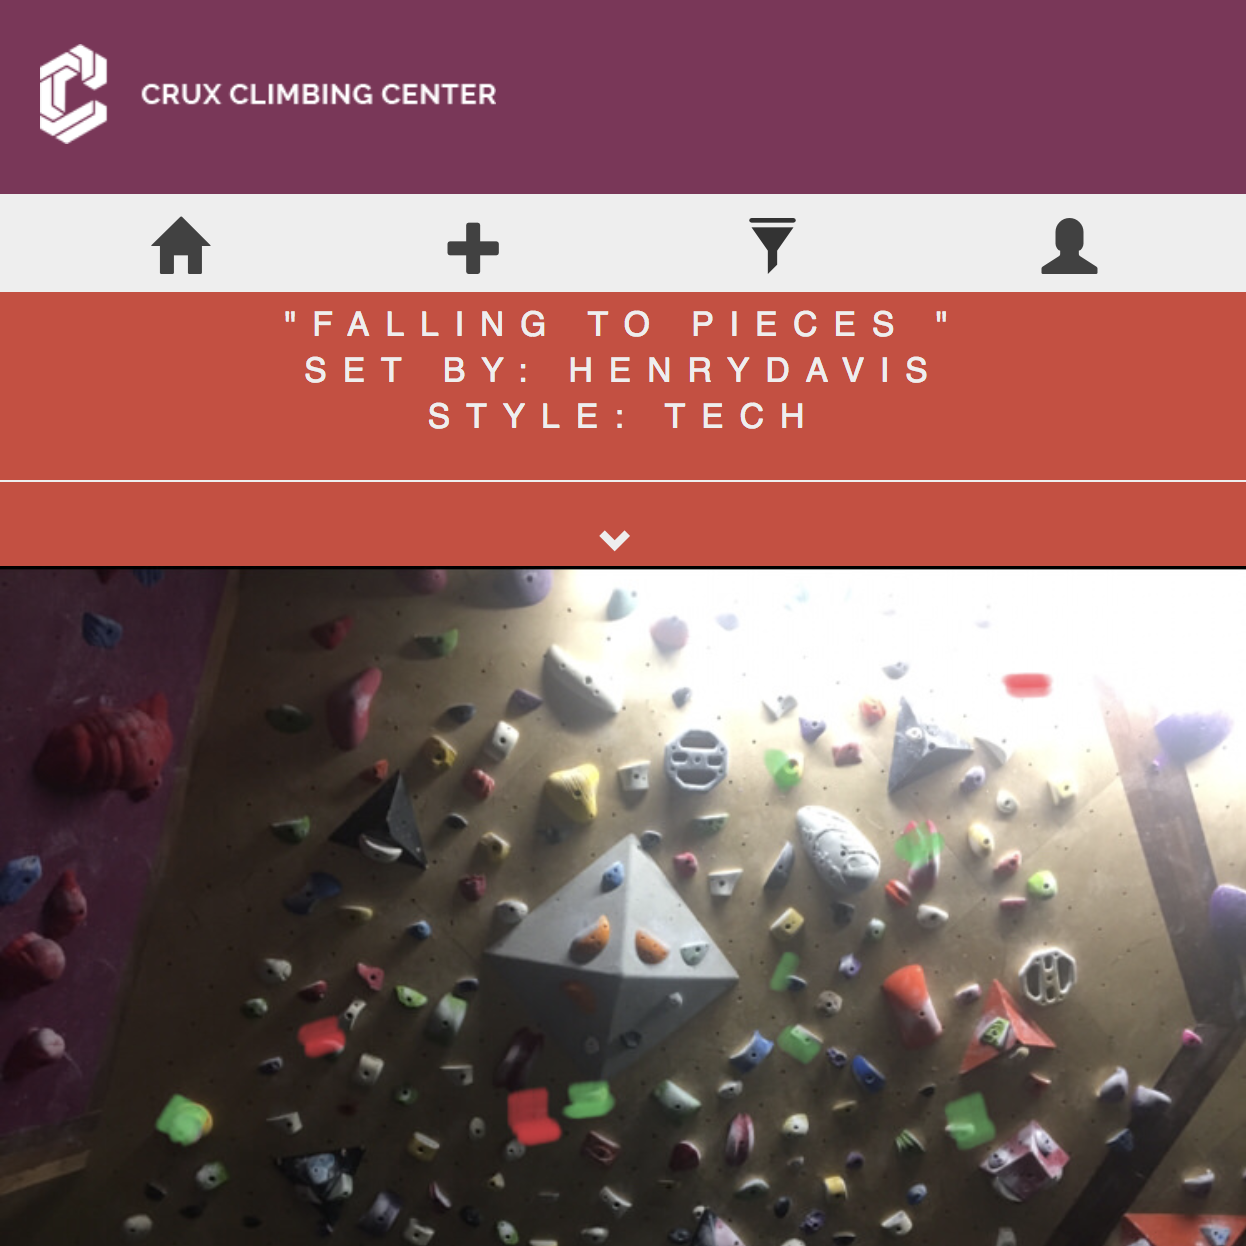 CRUX CLIMBING CENTER
"FALLING TO PIECES "
SET BY: HENRYDAVIS
STYLE: TECH